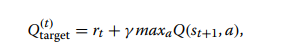 Q_target^(t) = r_t + γ max_a Q(s_{t+1}, a),